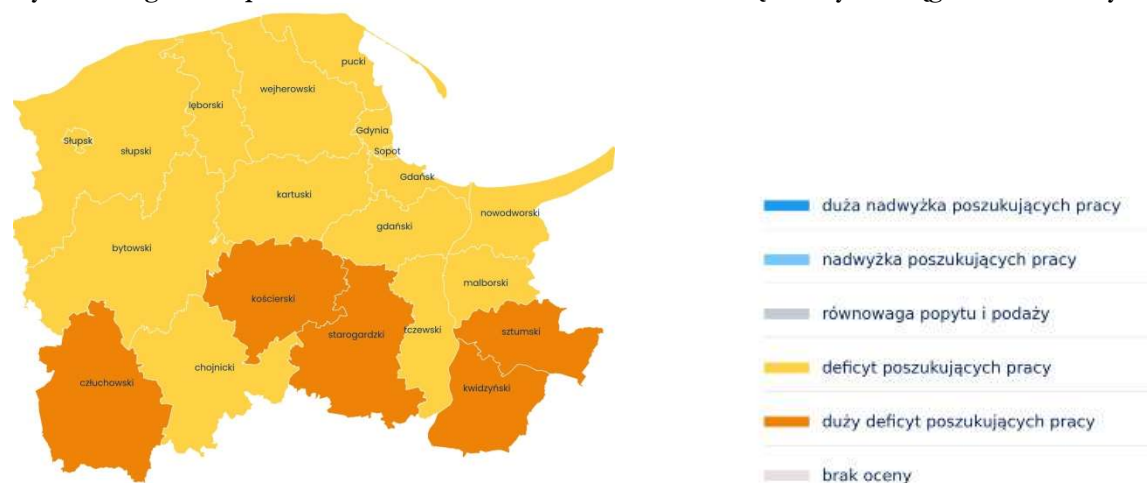 pucki
wejherowski
lęborski
Gdynia
Słupsk
słupski
Sopot
Gdańsk
kartuski
nowodworski
gdański
bytowski
malborski
kościerski
starogardzki
tczewski
sztumski
chojnicki
człuchowski
kwidzyński
duża nadwyżka poszukujących pracy
nadwyżka poszukujących pracy
równowaga popytu i podaży
deficyt poszukujących pracy
duży deficyt poszukujących pracy
brak oceny